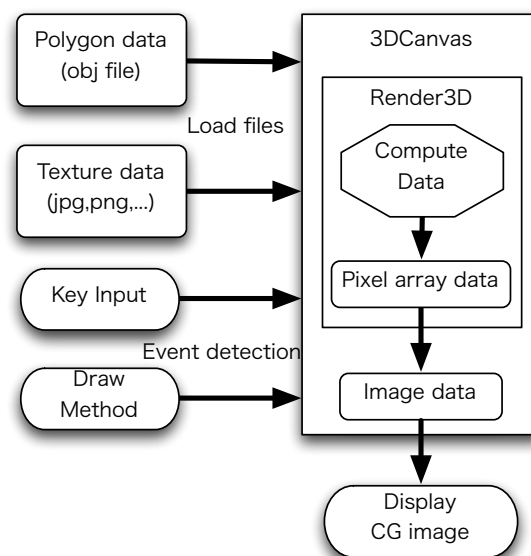 Polygon data
(obj file)
3DCanvas
Render3D
Load files
Compute
Data
Texture data
(jpg,png,...)
Pixel array data
Key Input
Event detection
Draw
Method
Image data
Display
CG image